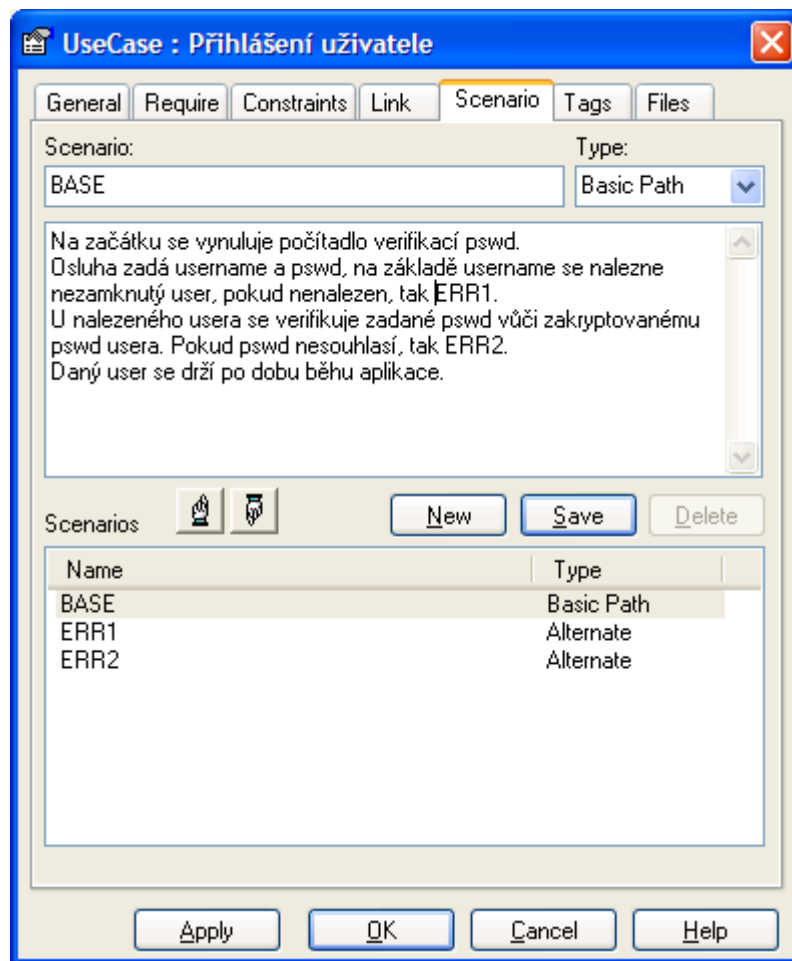 UseCase : Přihlášení uživatele
General Require Constraints Link Scenario Tags Files
Scenario: Type:
BASE Basic Path
Na začátku se vynuluje počítadlo verifikací pswd.
Osluha zadá username a pswd, na základě username se nalezne
nezamknutý user, pokud nenalezen, tak ERR1.
U nalezeného usera se verifikuje zadané pswd vůči zakryptovanému
pswd usera. Pokud pswd nesouhlasí, tak ERR2.
Daný user se drží po dobu běhu aplikace.
Scenarios New Save Delete
Name Type
BASE Basic Path
ERR1 Alternate
ERR2 Alternate
Apply OK Cancel Help